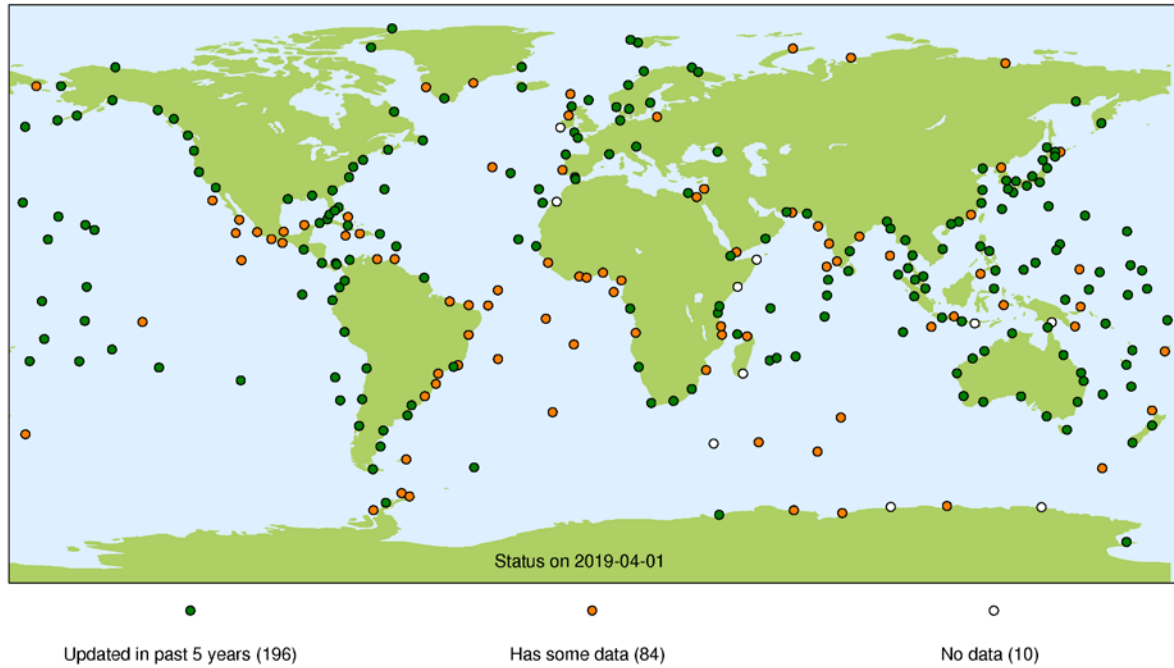 Status on 2019-04-01
Updated in past 5 years (196)
Has some data (84)
No data (10)